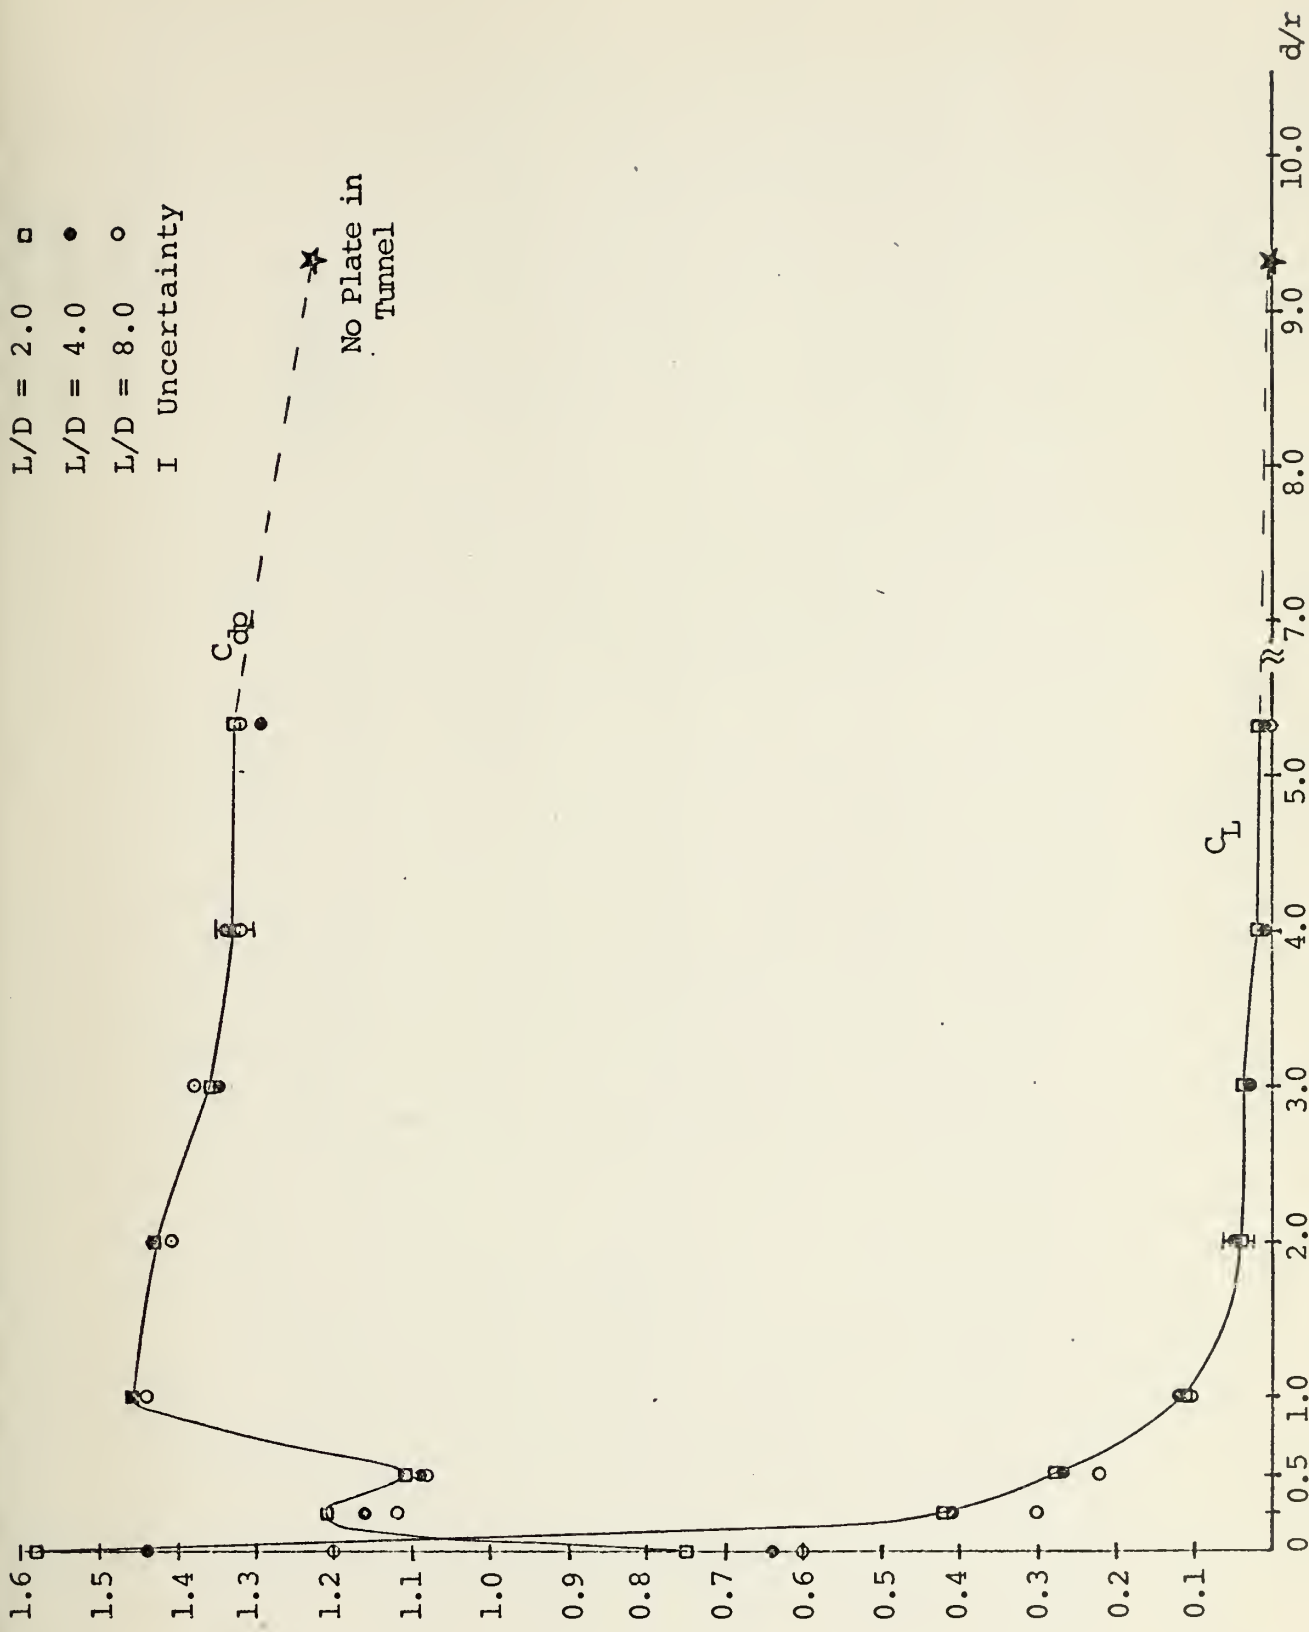 L/D = 2.0
L/D = 4.0
L/D = 8.0
I Uncertainty
C_dp
No Plate in
Tunnel
C_L
1.6
1.5
1.4
1.3
1.2
1.1
1.0
0.9
0.8
0.7
0.6
0.5
0.4
0.3
0.2
0.1
0 0.5 1.0 2.0 3.0 4.0 5.0 7.0 8.0 9.0 10.0 d/r